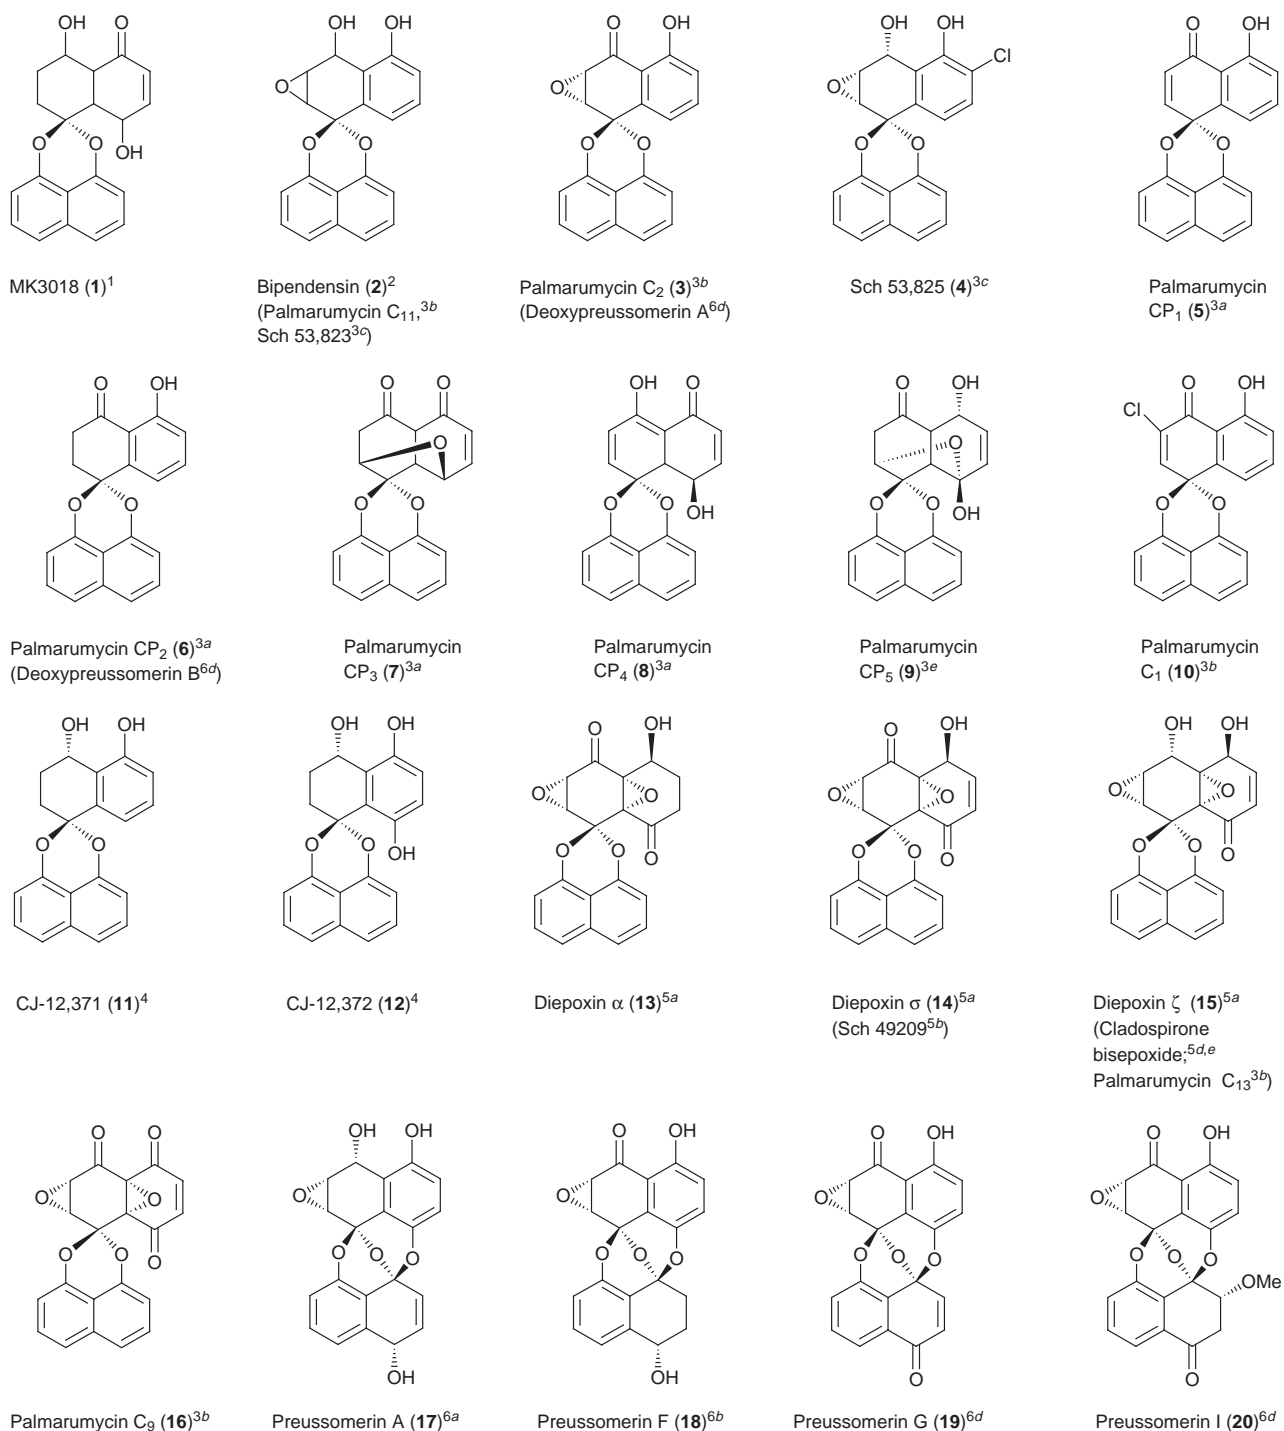 OH O
OH
O O
MK3018 (1)1
OH OH
O
O O
Bipendensin (2)2
(Palmarumycin C11,3b
Sch 53,8233c)
O OH
O
O O
Palmarumycin C2 (3)3b
(Deoxypreussomerin A6d)
OH OH
Cl
O
O O
Sch 53,825 (4)3c
O OH
O O
Palmarumycin
CP1 (5)3a
O OH
O O
Palmarumycin CP2 (6)3a
(Deoxypreussomerin B6d)
O O
O
O O
Palmarumycin
CP3 (7)3a
OH O
O O
OH
Palmarumycin
CP4 (8)3a
O OH
O
O O
OH
Palmarumycin
CP5 (9)3e
O OH
Cl
O O
Palmarumycin
C1 (10)3b
OH OH
O O
CJ-12,371 (11)4
OH OH
O O
OH
CJ-12,372 (12)4
O OH
O O
O O
O
Diepoxin α (13)5a
O OH
O O
O O
O
Diepoxin σ (14)5a
(Sch 492095b)
OH OH
O O
O O
O
Diepoxin ζ (15)5a
(Cladospirone
bisepoxide;5d,e
Palmarumycin C133b)
O O
O O
O O
O
Palmarumycin C9 (16)3b
OH OH
O
O O O
OH
Preussomerin A (17)6a
O OH
O
O O O
OH
Preussomerin F (18)6b
O OH
O
O O O
O
Preussomerin G (19)6d
O OH
O
O O O
OMe
O
Preussomerin I (20)6d